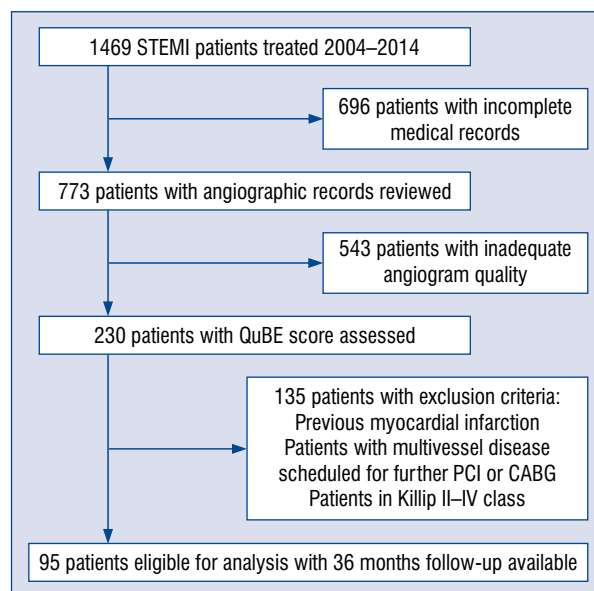 1469 STEMI patients treated 2004–2014
696 patients with incomplete
medical records
773 patients with angiographic records reviewed
543 patients with inadequate
angiogram quality
230 patients with QuBE score assessed
135 patients with exclusion criteria:
Previous myocardial infarction
Patients with multivessel disease
scheduled for further PCI or CABG
Patients in Killip II–IV class
95 patients eligible for analysis with 36 months follow-up available